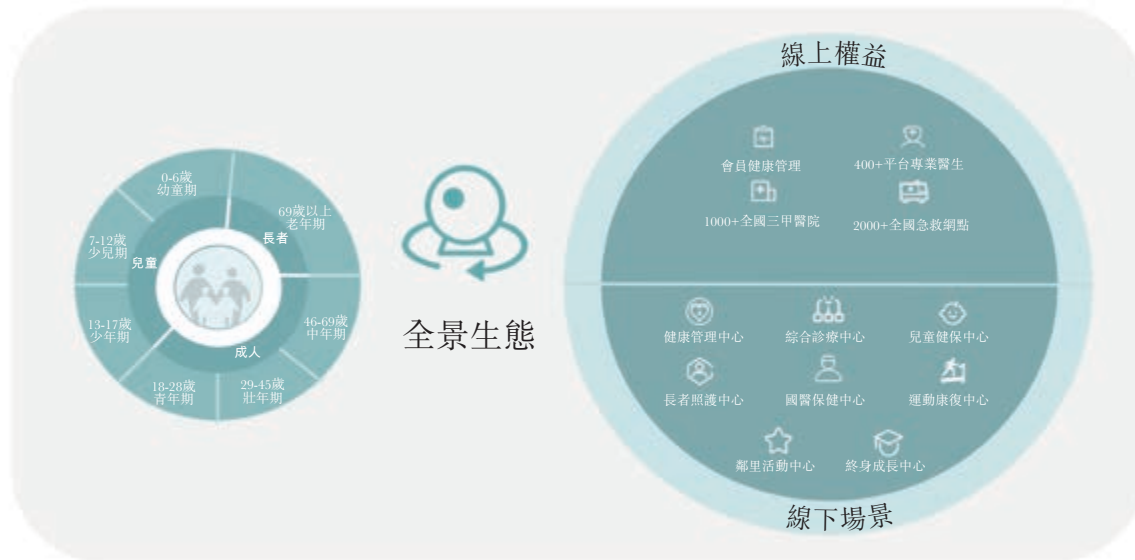 0-6歲
幼童期
69歲以上
老年期
長者
7-12歲
少兒期
兒童
13-17歲
少年期
46-69歲
中年期
成人
18-28歲
青年期
29-45歲
壯年期
全景生態
線上權益
會員健康管理
400+平台專業醫生
1000+全國三甲醫院
2000+全國急救網點
健康管理中心
綜合診療中心
兒童健保中心
長者照護中心
國醫保健中心
運動康復中心
鄰里活動中心
終身成長中心
線下場景